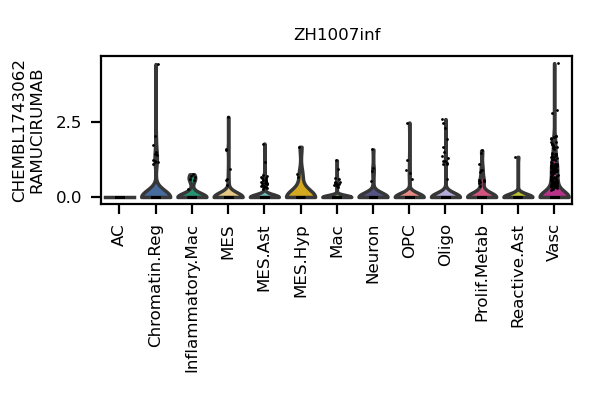 ZH1007inf
CHEMBL1743062
RAMUCIRUMAB
2.5
0.0
AC
Chromatin.Reg
Inflammatory.Mac
MES
MES.Ast
MES.Hyp
Mac
Neuron
OPC
Oligo
Prolif.Metab
Reactive.Ast
Vasc